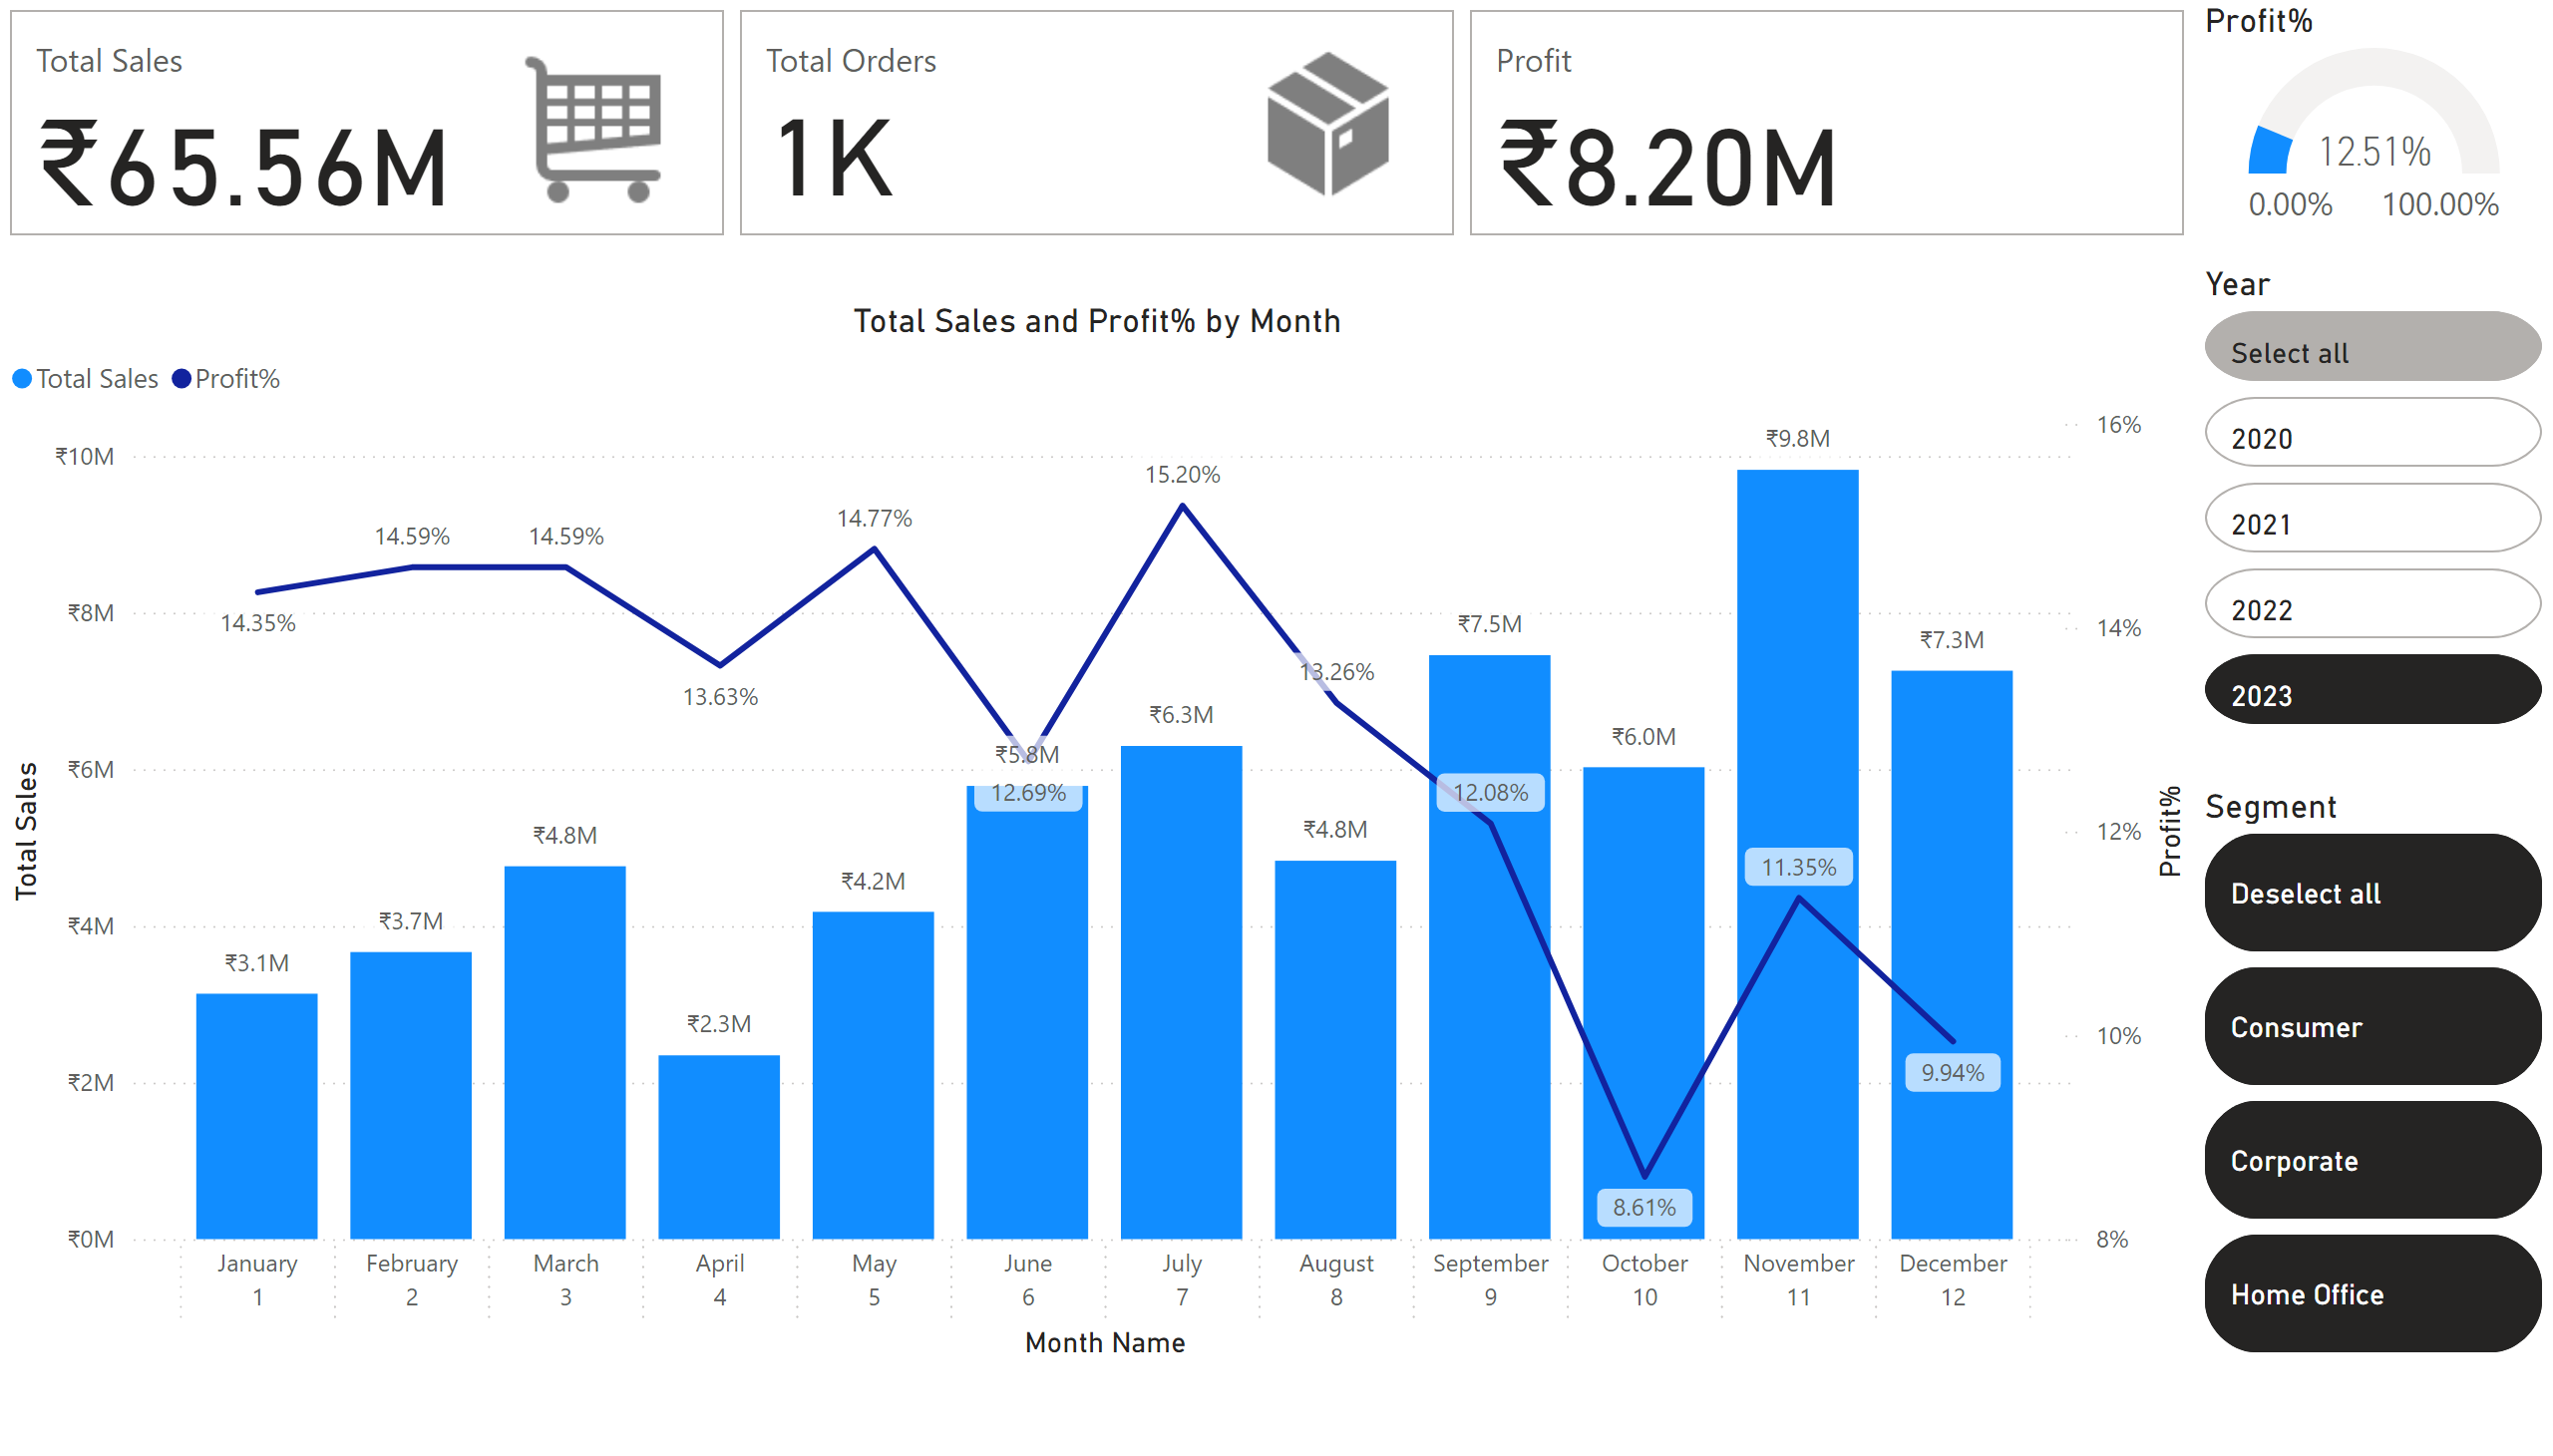 Total Sales
₹65.56M
Total Orders
1K
Profit
₹8.20M
Profit%
12.51%
0.00% 100.00%
Total Sales and Profit% by Month
Total Sales Profit%
Total Sales
₹10M
₹8M
₹6M
₹4M
₹2M
₹0M
₹3.1M
₹3.7M
₹4.8M
₹2.3M
₹4.2M
₹5.8M
₹6.3M
₹4.8M
₹7.5M
₹6.0M
₹9.8M
₹7.3M
14.35%
14.59%
14.59%
13.63%
14.77%
12.69%
15.20%
13.26%
12.08%
8.61%
11.35%
9.94%
16%
14%
12%
10%
8%
Profit%
January February March April May June July August September October November December
1 2 3 4 5 6 7 8 9 10 11 12
Month Name
Year
Select all
2020
2021
2022
2023
Segment
Deselect all
Consumer
Corporate
Home Office